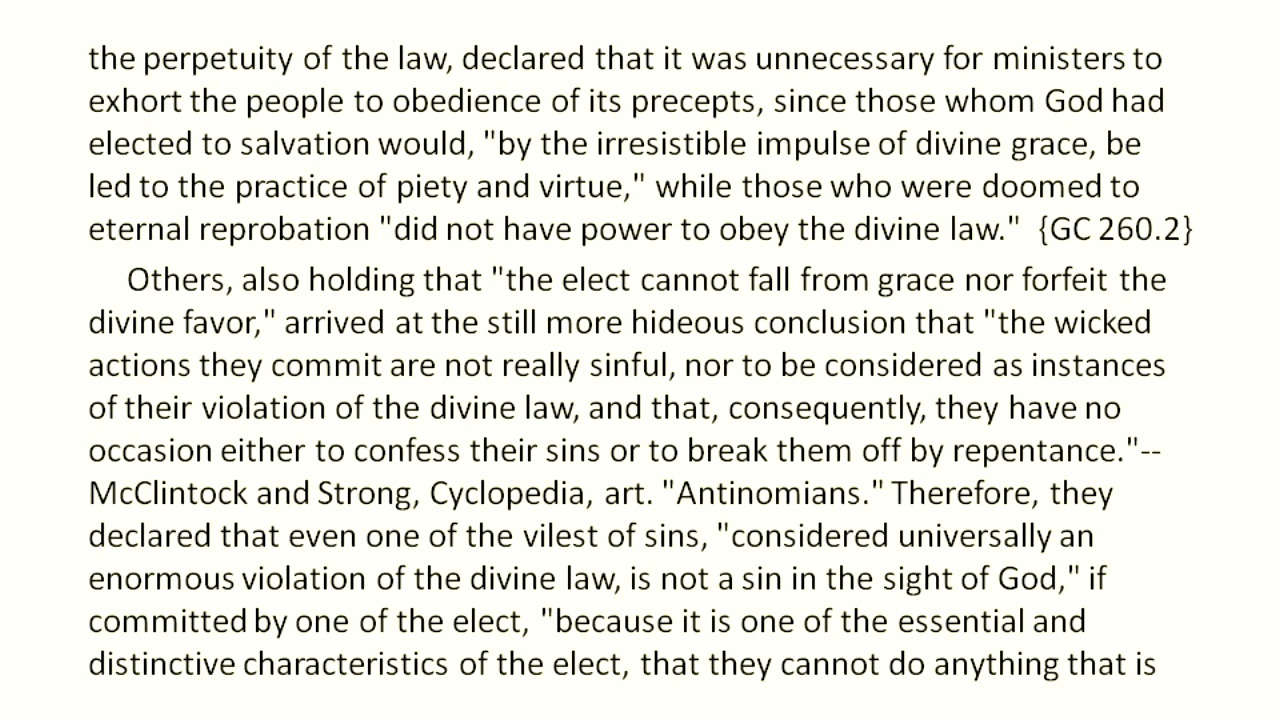 the perpetuity of the law, declared that it was unnecessary for ministers to
exhort the people to obedience of its precepts, since those whom God had
elected to salvation would, "by the irresistible impulse of divine grace, be
led to the practice of piety and virtue," while those who were doomed to
eternal reprobation "did not have power to obey the divine law."  {GC 260.2}
Others, also holding that "the elect cannot fall from grace nor forfeit the
divine favor," arrived at the still more hideous conclusion that "the wicked
actions they commit are not really sinful, nor to be considered as instances
of their violation of the divine law, and that, consequently, they have no
occasion either to confess their sins or to break them off by repentance."--
McClintock and Strong, Cyclopedia, art. "Antinomians." Therefore, they
declared that even one of the vilest of sins, "considered universally an
enormous violation of the divine law, is not a sin in the sight of God," if
committed by one of the elect, "because it is one of the essential and
distinctive characteristics of the elect, that they cannot do anything that is